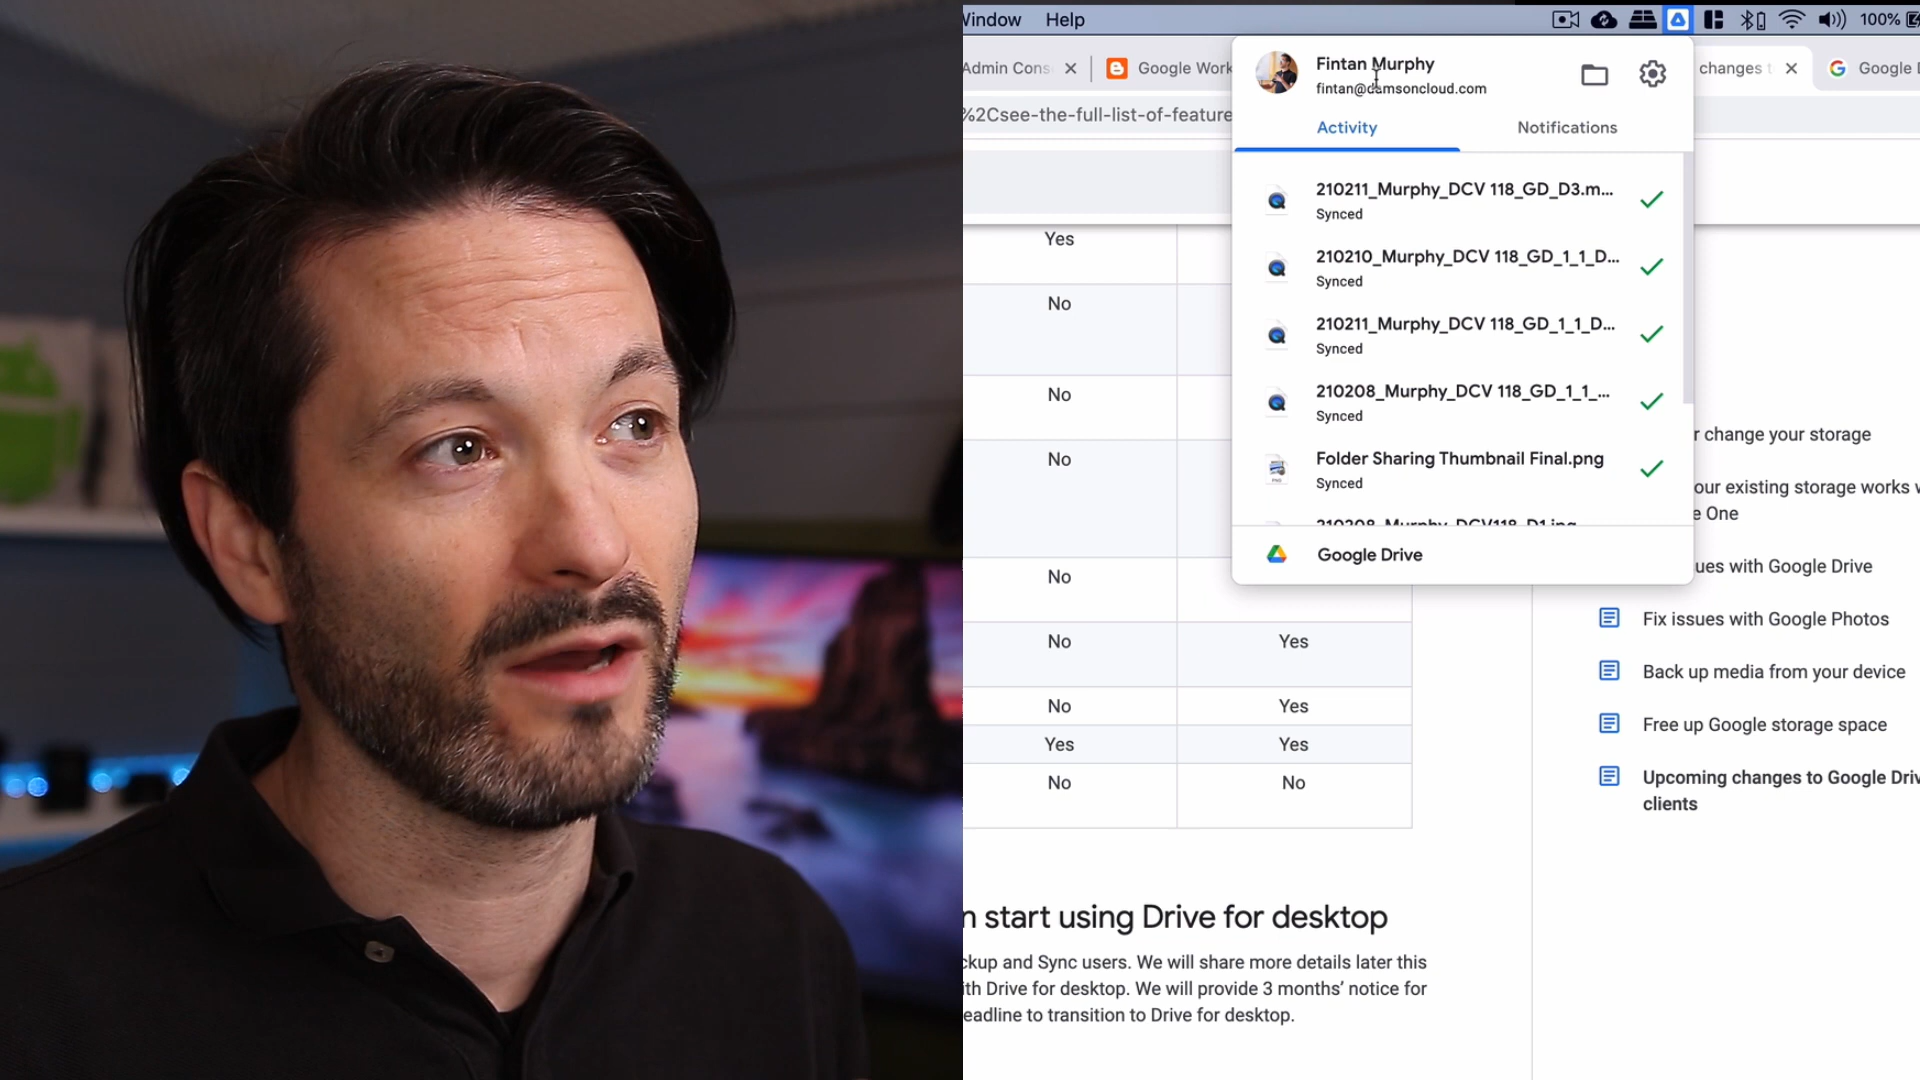 Window Help
100%
Admin Cons
Google Work
changes t
Google
%2Csee-the-full-list-of-feature
Fintan Murphy
fintan@damsoncloud.com
Activity
Notifications
210211_Murphy_DCV 118_GD_D3.m...
Synced
210210_Murphy_DCV 118_GD_1_1_D...
Synced
210211_Murphy_DCV 118_GD_1_1_D...
Synced
210208_Murphy_DCV 118_GD_1_1_...
Synced
Folder Sharing Thumbnail Final.png
Synced
210208_Murphy_DCV118_D1.jpg
Google Drive
Yes
No
No
No
No
No Yes
No Yes
Yes Yes
No No
r change your storage
our existing storage works w
e One
ues with Google Drive
Fix issues with Google Photos
Back up media from your device
Free up Google storage space
Upcoming changes to Google Driv
clients
n start using Drive for desktop
ckup and Sync users. We will share more details later this
ith Drive for desktop. We will provide 3 months’ notice for
eadline to transition to Drive for desktop.